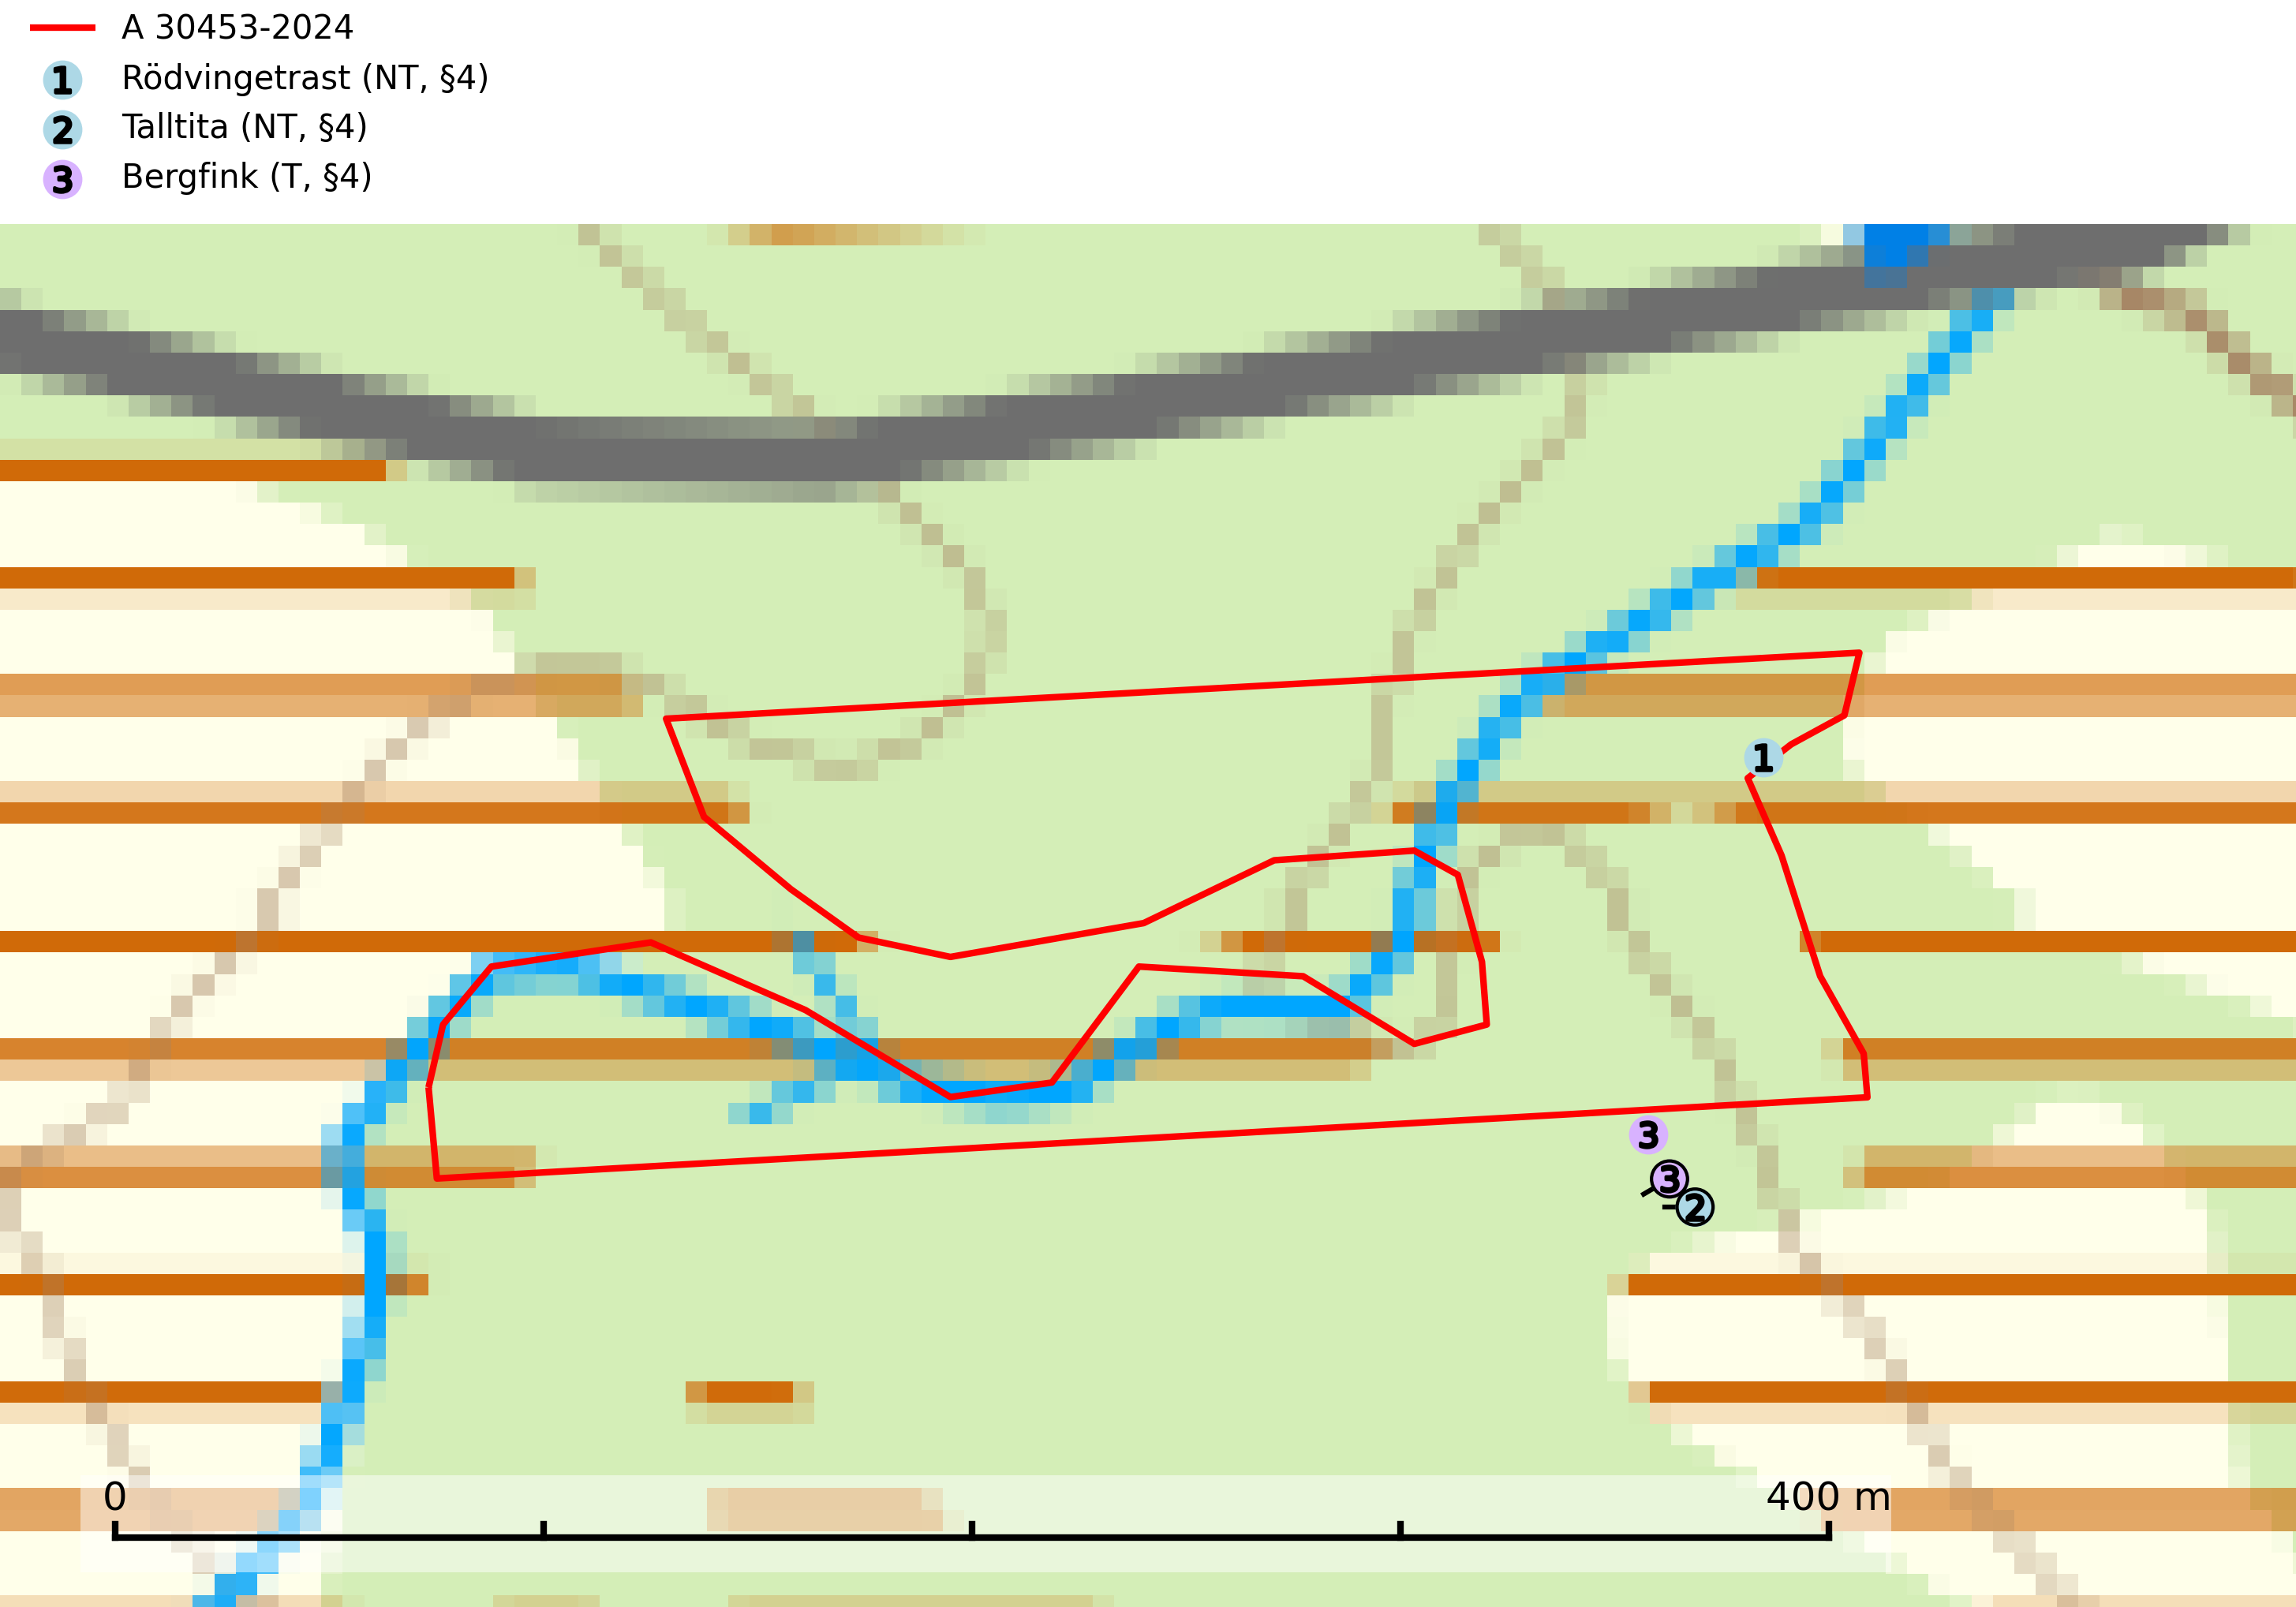 A 30453-2024
1 Rödvingetrast (NT, §4)
2 Talltita (NT, §4)
3 Bergfink (T, §4)
1
3
3
2
0 400 m